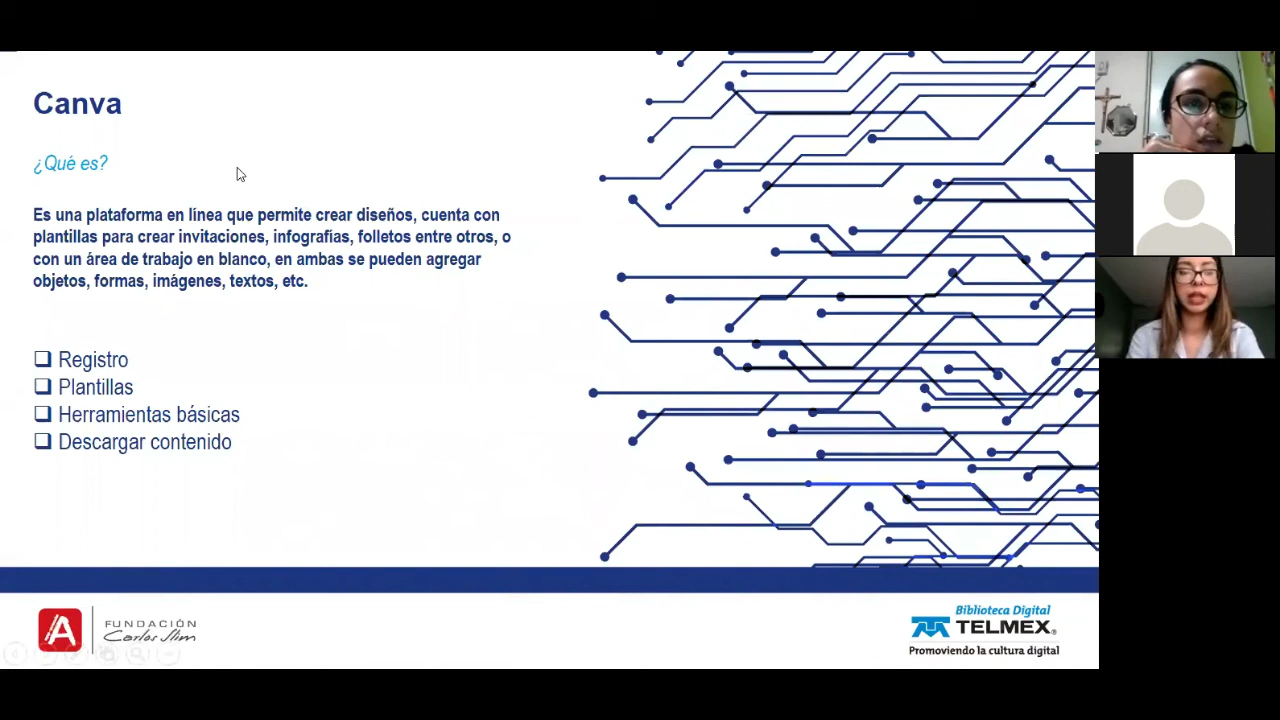 Canva
¿Qué es?
Es una plataforma en línea que permite crear diseños, cuenta con
plantillas para crear invitaciones, infografías, folletos entre otros, o
con un área de trabajo en blanco, en ambas se pueden agregar
objetos, formas, imágenes, textos, etc.
Registro
Plantillas
Herramientas básicas
Descargar contenido
FUNDACIÓN
Carlos Slim
Biblioteca Digital
TELMEX®
Promoviendo la cultura digital